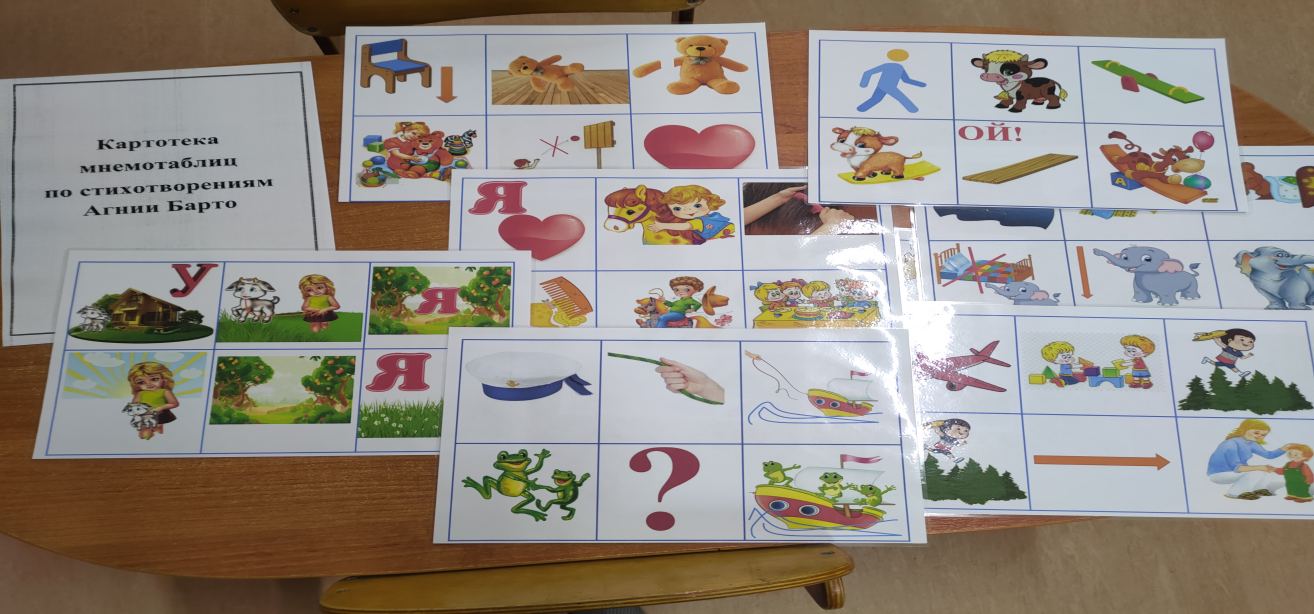 Картотека
мнемотаблиц
по стихотворениям
Агнии Барто
ОЙ!
Я
У
Я
Я
?
А